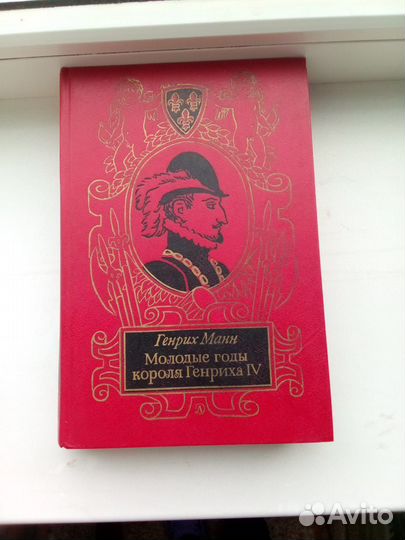 Генрих Манн
Молодые годы
короля Генриха IV
Avito